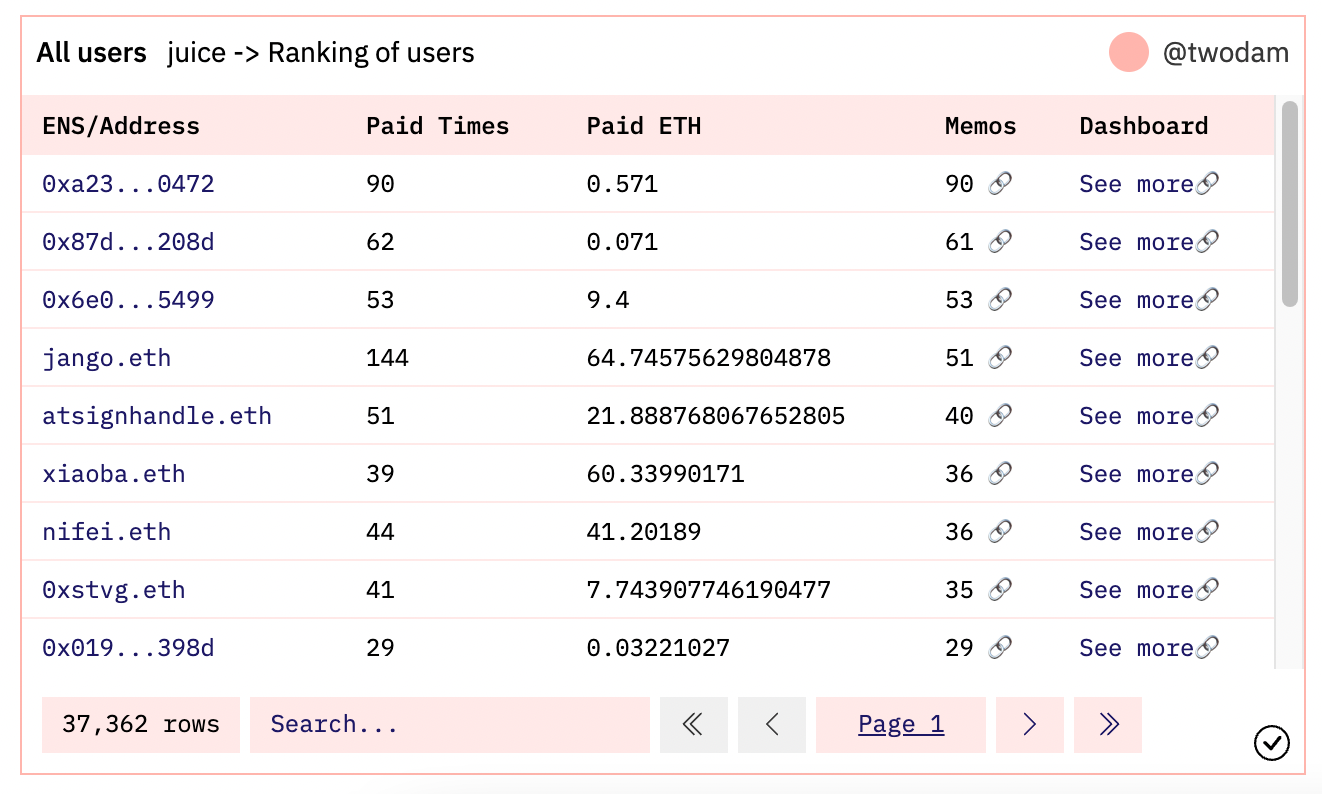 All users juice -> Ranking of users @twodam
ENS/Address Paid Times Paid ETH Memos Dashboard
0xa23...0472 90 0.571 90 See more
0x87d...208d 62 0.071 61 See more
0x6e0...5499 53 9.4 53 See more
jango.eth 144 64.74575629804878 51 See more
atsignhandle.eth 51 21.888768067652805 40 See more
xiaoba.eth 39 60.33990171 36 See more
nifei.eth 44 41.20189 36 See more
0xstvg.eth 41 7.743907746190477 35 See more
0x019...398d 29 0.03221027 29 See more
37,362 rows Search... Page 1